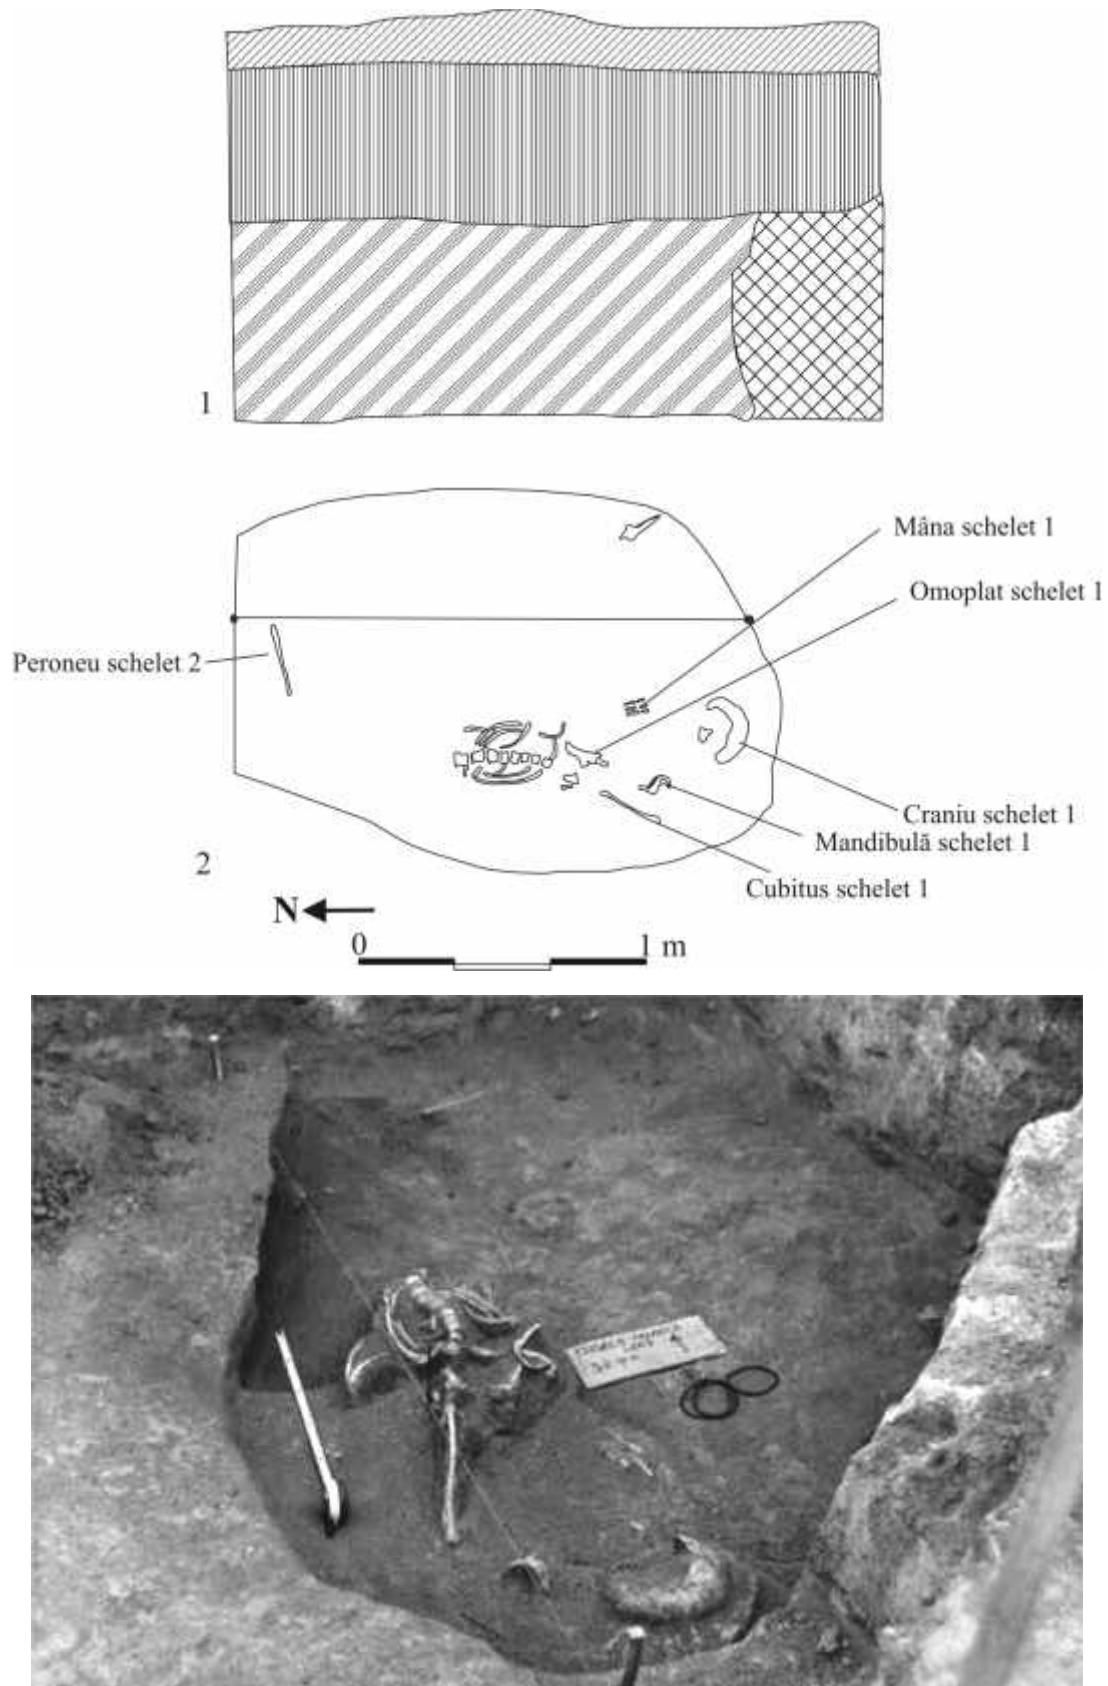 1
Mâna schelet 1
Omoplat schelet 1
Peroneu schelet 2
Craniu schelet 1
Mandibulă schelet 1
Cubitus schelet 1
2
N
0 1 m